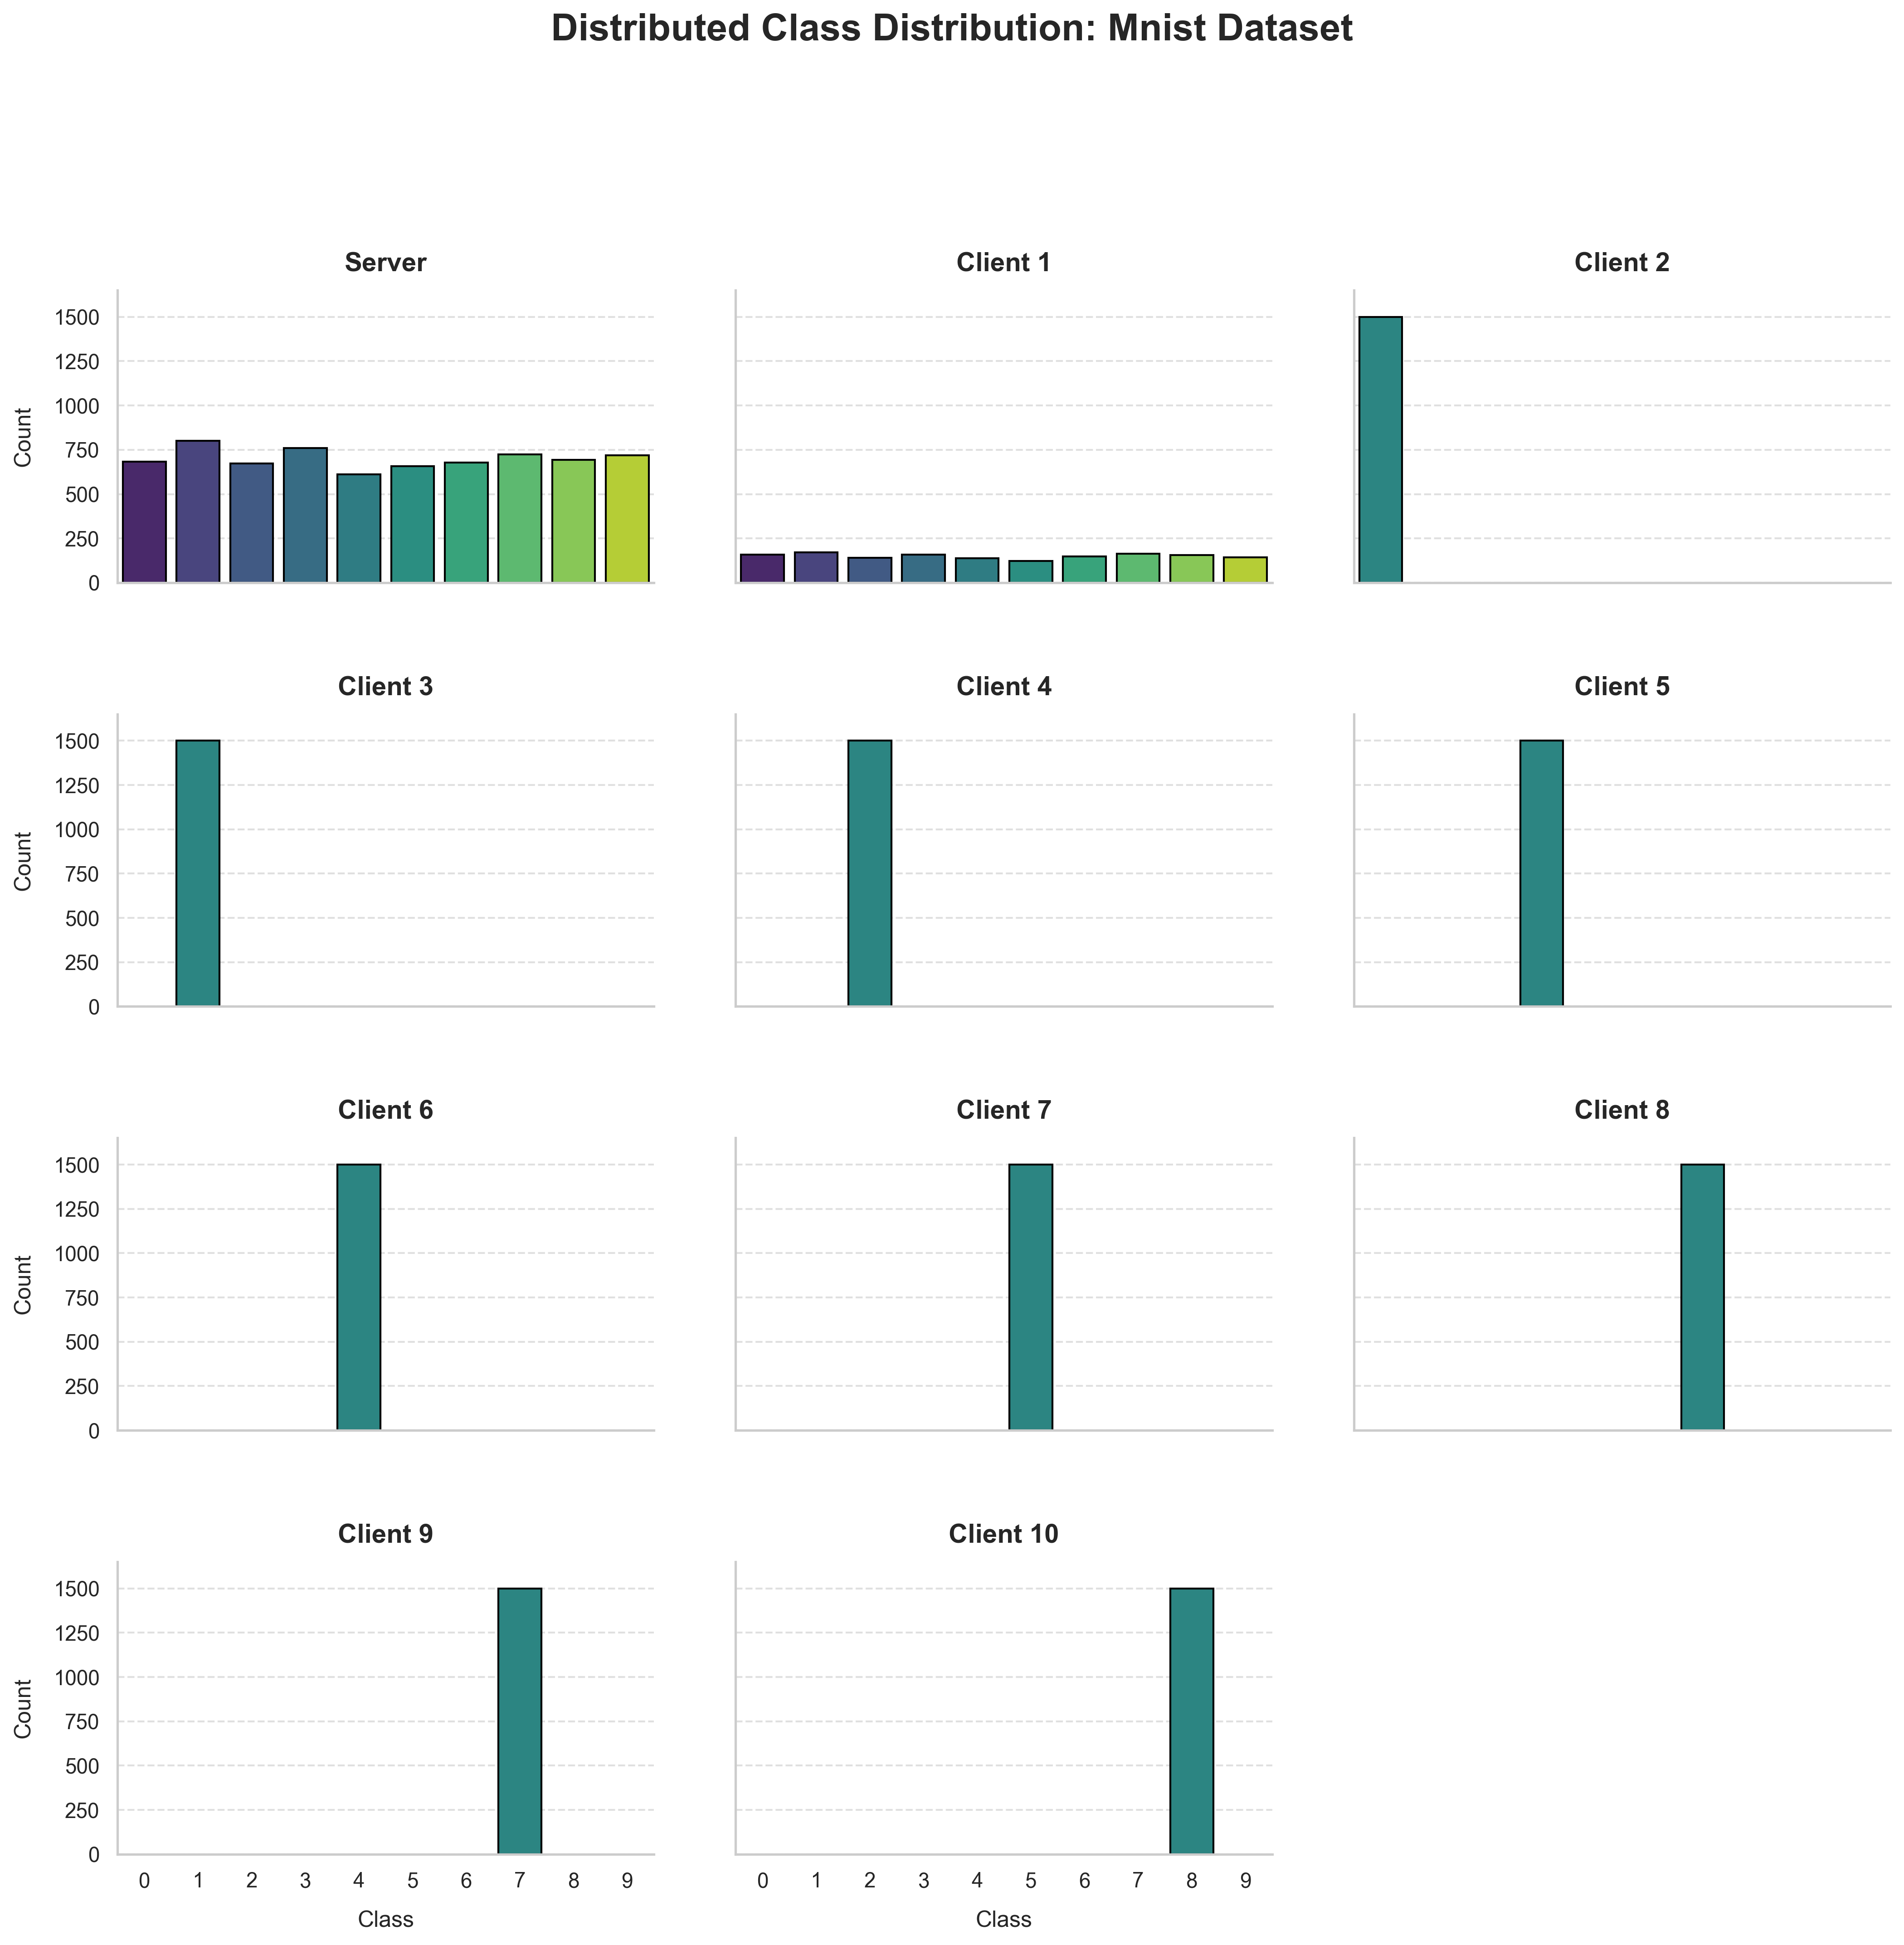 Distributed Class Distribution: Mnist Dataset
Server
Client 1
Client 2
1500
1250
1000
750
500
250
0
Count
Client 3
Client 4
Client 5
1500
1250
1000
750
500
250
0
Count
Client 6
Client 7
Client 8
1500
1250
1000
750
500
250
0
Count
Client 9
Client 10
1500
1250
1000
750
500
250
0
Count
0 1 2 3 4 5 6 7 8 9
0 1 2 3 4 5 6 7 8 9
Class
Class